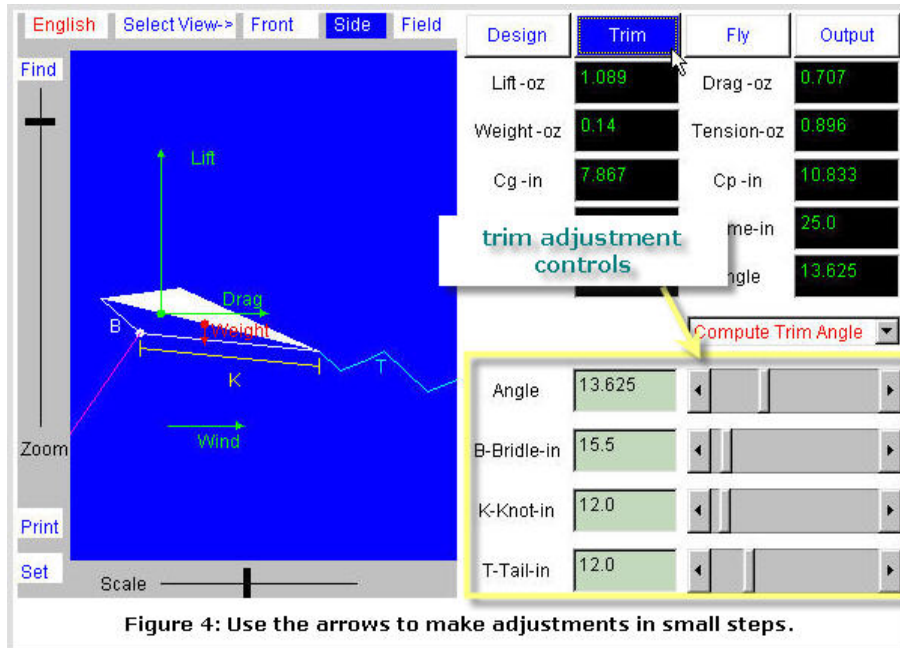 English Select View-> Front Side Field
Design Trim Fly Output
Find
Lift-oz 1.089 Drag-oz 0.707
Weight-oz 0.14 Tension-oz 0.896
Cg-in 7.867 Cp-in 10.833
trim adjustment
controls
me-in 25.0
ngle 13.625
Compute Trim Angle
Lift
Drag
Weight
B
K
T
Wind
Zoom
Angle 13.625
B-Bridle-in 15.5
K-Knot-in 12.0
T-Tail-in 12.0
Print
Set
Scale
Figure 4: Use the arrows to make adjustments in small steps.